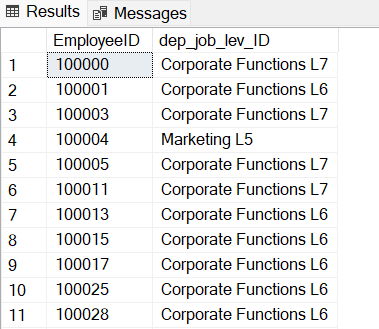 Results Messages
EmployeeID dep_job_lev_ID
1 100000 Corporate Functions L7
2 100001 Corporate Functions L6
3 100003 Corporate Functions L7
4 100004 Marketing L5
5 100005 Corporate Functions L7
6 100011 Corporate Functions L7
7 100013 Corporate Functions L6
8 100015 Corporate Functions L6
9 100017 Corporate Functions L6
10 100025 Corporate Functions L6
11 100028 Corporate Functions L6